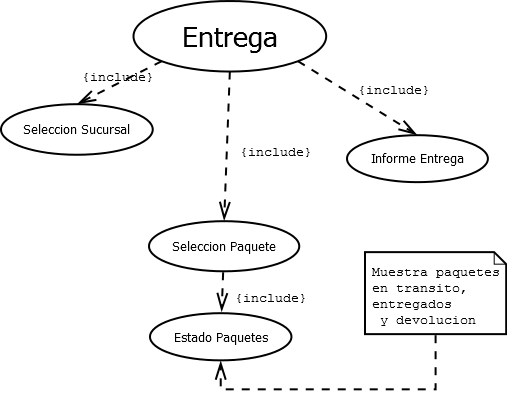 Entrega
{include}
{include}
Seleccion Sucursal
{include}
Informe Entrega
Seleccion Paquete
{include}
Estado Paquetes
Muestra paquetes
en transito,
entregados
y devolucion